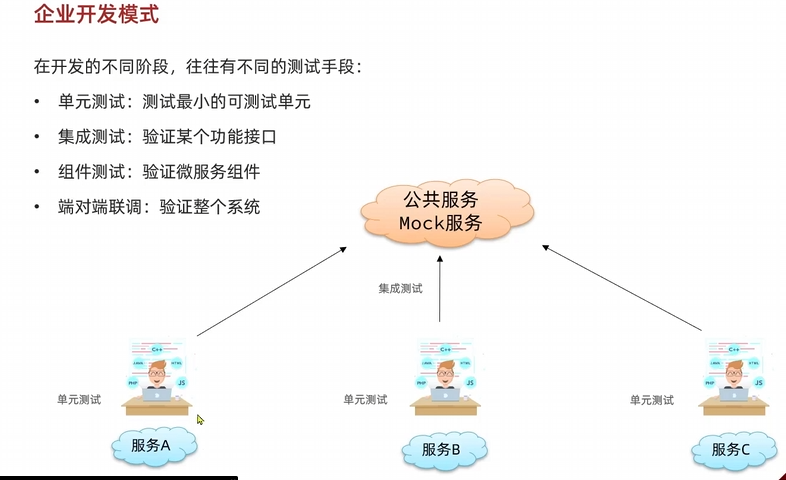 企业开发模式
在开发的不同阶段，往往有不同的测试手段：
• 单元测试：测试最小的可测试单元
• 集成测试：验证某个功能接口
• 组件测试：验证微服务组件
• 端对端联调：验证整个系统
公共服务
Mock服务
集成测试
C++
JAVA
HTML
PHP
JS
单元测试
服务A
C++
JAVA
HTML
PHP
JS
单元测试
服务B
C++
JAVA
HTML
PHP
JS
单元测试
服务C